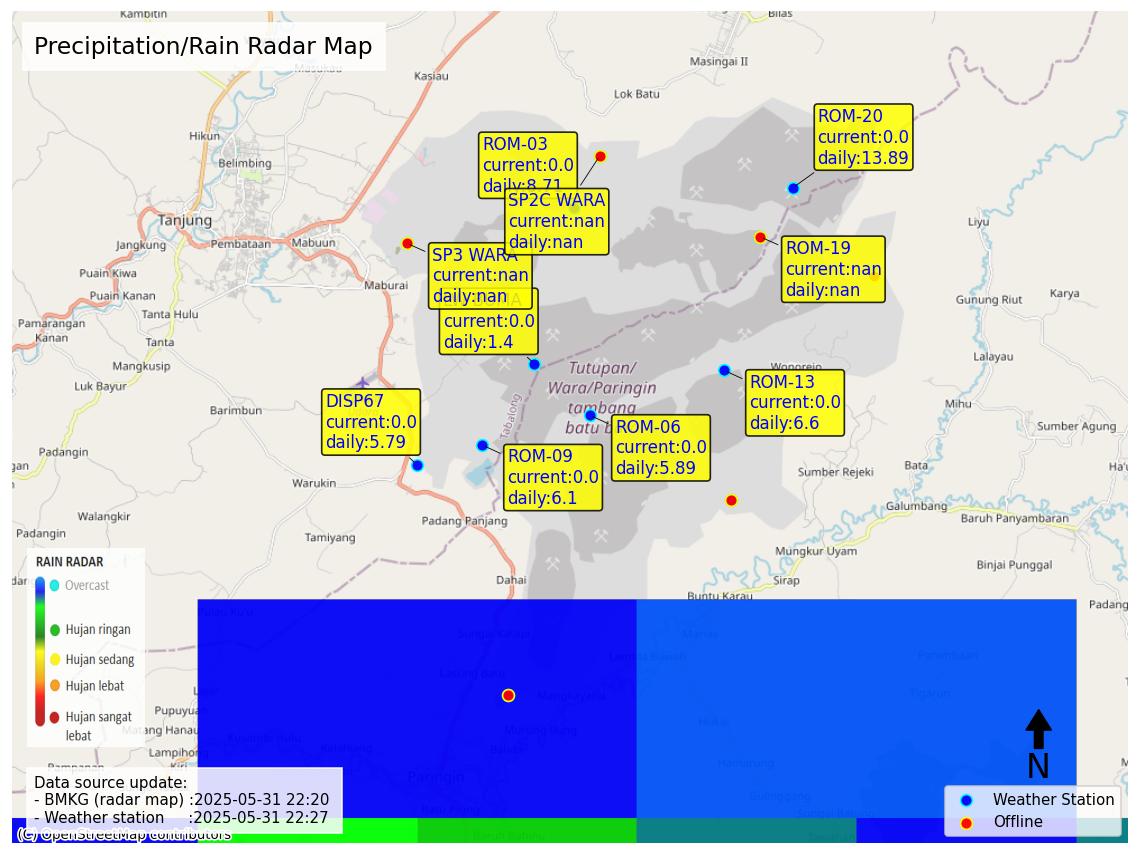 Kambitin
Bilas
Precipitation/Rain Radar Map
Masingai II
Kasiau
Lok Batu
ROM-20
current:0.0
daily:13.89
Hikun
ROM-03
current:0.0
daily:8.71
Belimbing
SP2C WARA
current:nan
daily:nan
Tanjung
Liyu
Jangkung
Pembataan
Mabuun
SP3 WARA
current:nan
daily:nan
ROM-19
current:nan
daily:nan
Puain Kiwa
Maburai
Puain Kanan
Gunung Riut
Karya
Tanta Hulu
current:0.0
daily:1.4
Pamarangan
Kanan
Tanta
Lalayau
Mangkusip
Tutupan/
Wara/Paringin
tambang
batu b
Wonorejo
Luk Bayur
ROM-13
current:0.0
daily:6.6
Barimbun
DISP67
current:0.0
daily:5.79
Tabalong
Mihu
ROM-06
current:0.0
daily:5.89
Sumber Agung
ROM-09
current:0.0
daily:6.1
Bata
Sumber Rejeki
Warukin
Galumbang
Walangkir
Padang Panjang
Baruh Panyambaran
Padangin
Tamiyang
Mungkur Uyam
Binjai Punggal
RAIN RADAR
Overcast
Hujan ringan
Hujan sedang
Hujan lebat
Hujan sangat
lebat
Dahai
Sirap
Buntu Karau
Padang
Mangkayahu
Paringin
Pupuyuan
Matang Hanau
Lampihong
N
Data source update:
- BMKG (radar map) :2025-05-31 22:20
- Weather station :2025-05-31 22:27
Weather Station
Offline
(C) OpenStreetMap contributors